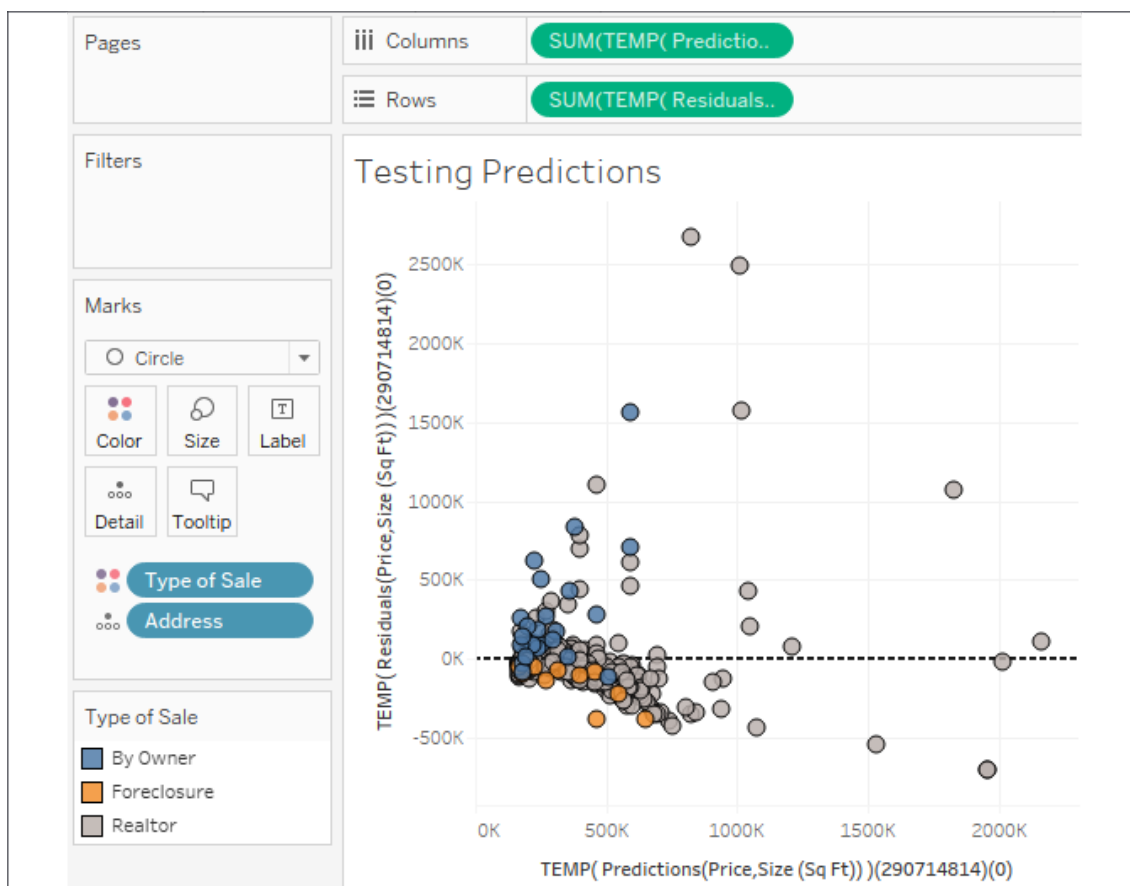 Pages
Columns
SUM(TEMP( Predictio..
Rows
SUM(TEMP( Residuals..
Filters
Testing Predictions
Marks
Circle
Color
Size
Label
Detail
Tooltip
Type of Sale
Address
Type of Sale
By Owner
Foreclosure
Realtor
TEMP( Residuals(Price,Size (Sq Ft)) )(290714814)(0)
2500K
2000K
1500K
1000K
500K
0K
-500K
0K 500K 1000K 1500K 2000K
TEMP( Predictions(Price,Size (Sq Ft)) )(290714814)(0)